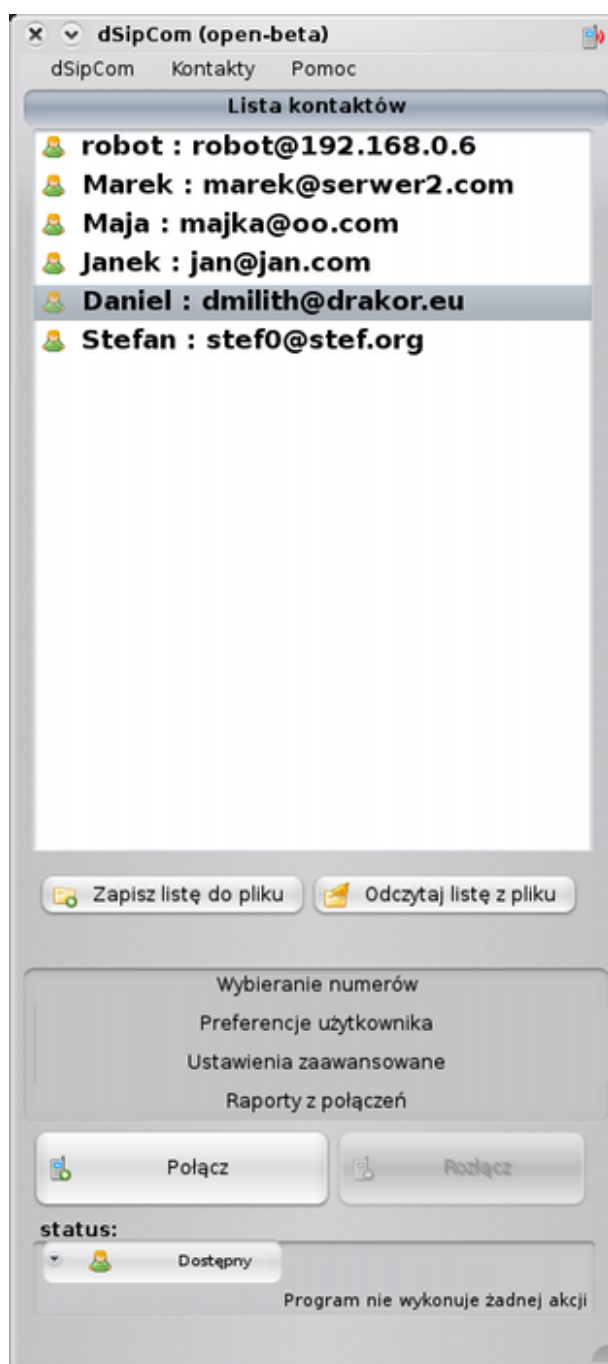 dSipCom (open-beta)
dSipCom Kontakty Pomoc
Lista kontaktów
robot : robot@192.168.0.6
Marek : marek@serwer2.com
Maja : majka@oo.com
Janek : jan@jan.com
Daniel : dmilith@drakor.eu
Stefan : stef0@stef.org
Zapisz listę do pliku Odczytaj listę z pliku
Wybieranie numerów
Preferencje użytkownika
Ustawienia zaawansowane
Raporty z połączeń
Połącz Rozłącz
status:
Dostępny
Program nie wykonuje żadnej akcji